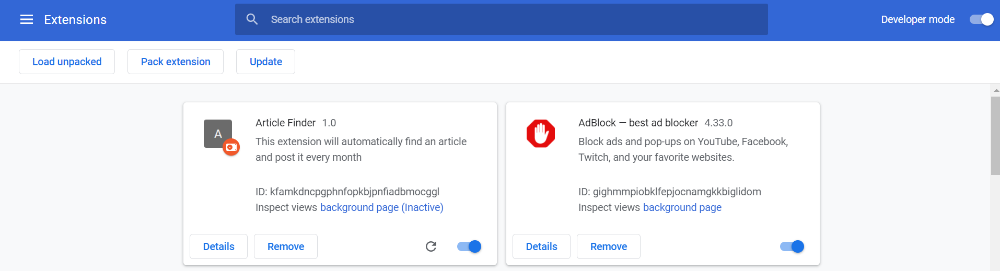 Extensions
Search extensions
Developer mode
Load unpacked
Pack extension
Update
A
Article Finder 1.0
This extension will automatically find an article
and post it every month
ID: kfamkdncpgphnfopkbjpnfiadbmocggl
Inspect views background page (Inactive)
Details
Remove
AdBlock — best ad blocker 4.33.0
Block ads and pop-ups on YouTube, Facebook,
Twitch, and your favorite websites.
ID: gighmmpiobklfepjocnamgkkbiglidom
Inspect views background page
Details
Remove